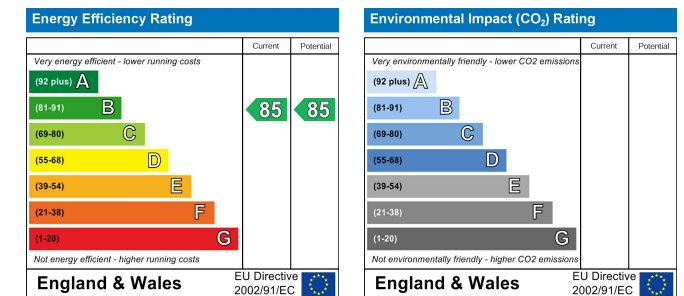 Energy Efficiency Rating
Current Potential
Very energy efficient - lower running costs
(92 plus) A
(81-91) B
85 85
(69-80) C
(55-68) D
(39-54) E
(21-38) F
(1-20) G
Not energy efficient - higher running costs
England & Wales
EU Directive
2002/91/EC
Environmental Impact (CO2) Rating
Current Potential
Very environmentally friendly - lower CO2 emissions
(92 plus) A
(81-91) B
(69-80) C
(55-68) D
(39-54) E
(21-38) F
(1-20) G
Not environmentally friendly - higher CO2 emissions
England & Wales
EU Directive
2002/91/EC